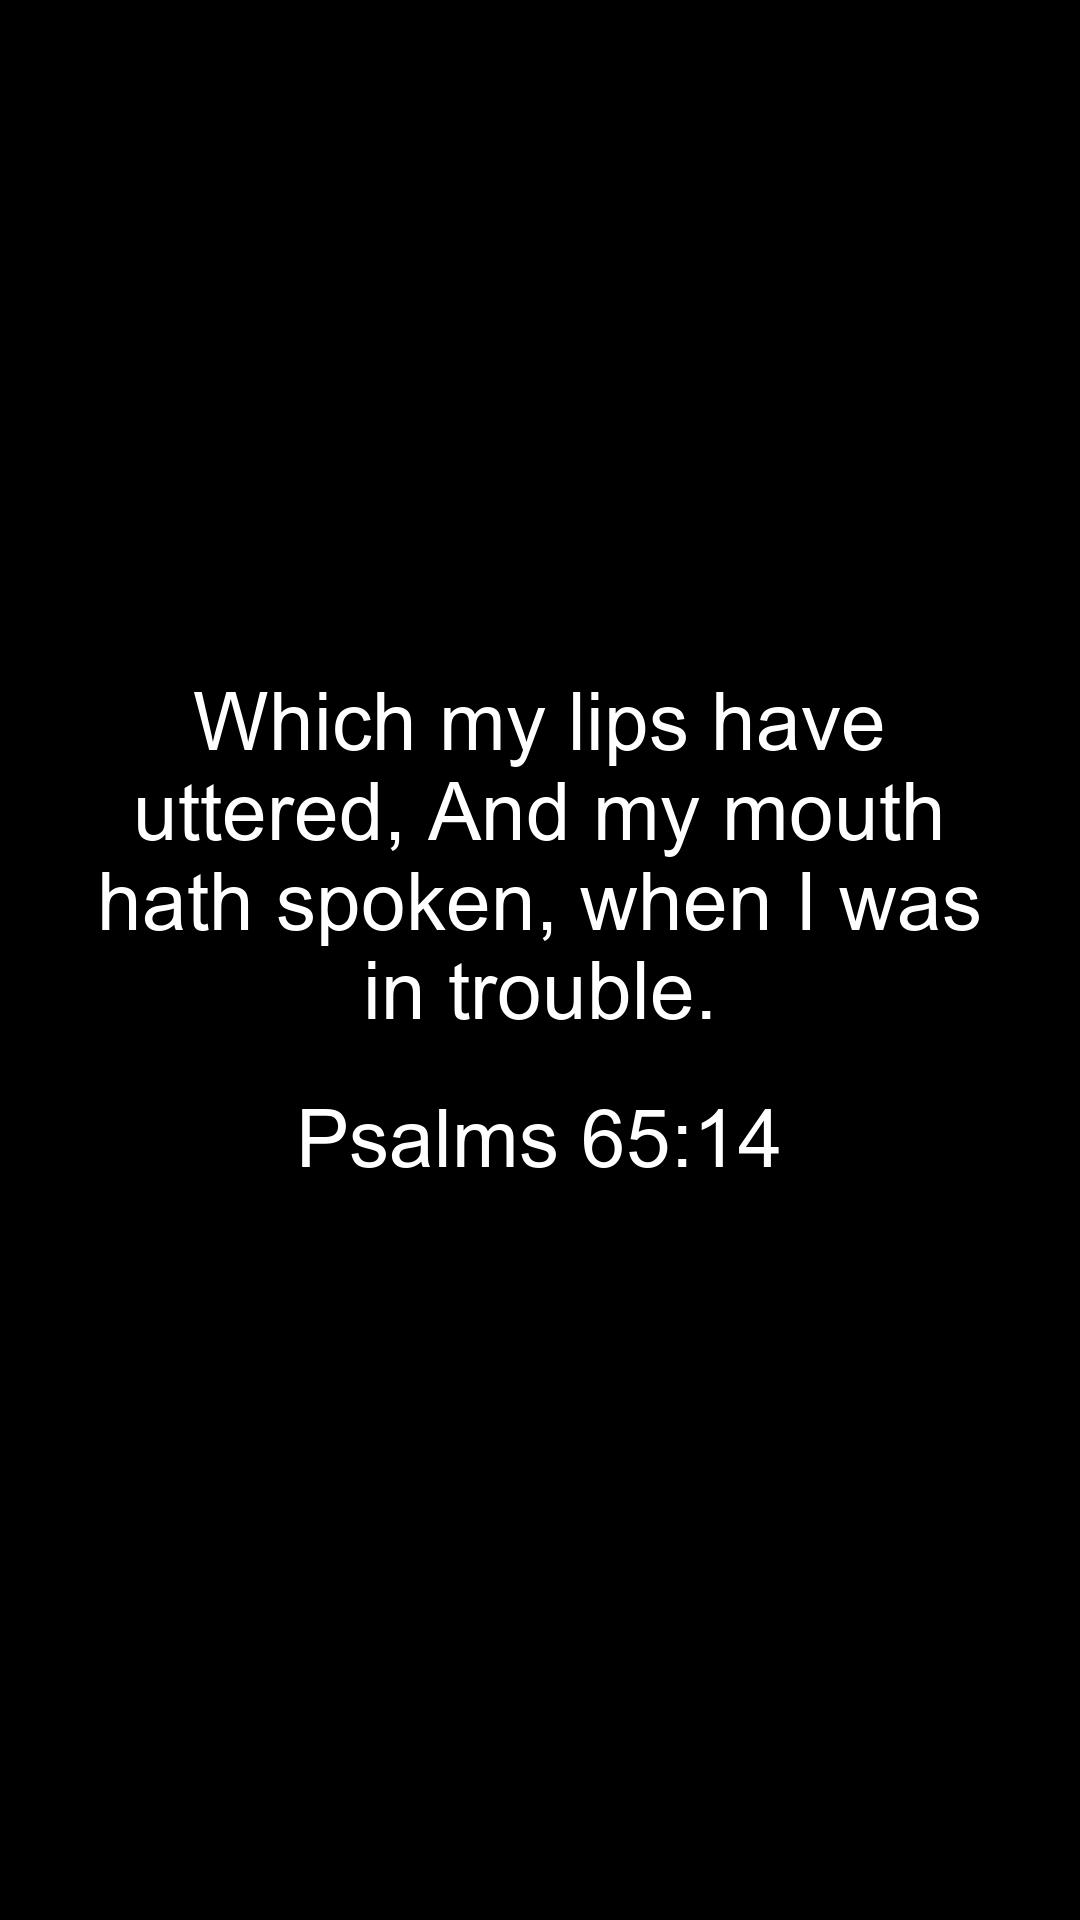 Which my lips have
uttered, And my mouth
hath spoken, when I was
in trouble.
Psalms 65:14